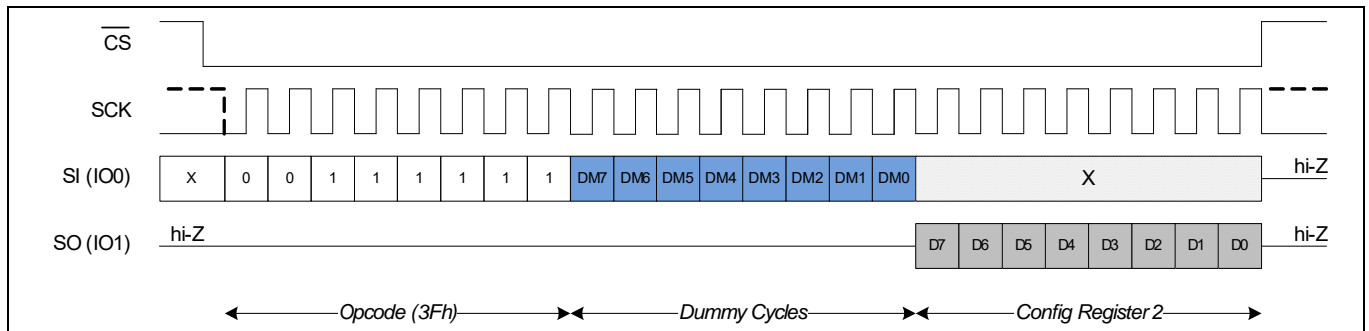 CS
SCK
SI (IO0) X 0 0 1 1 1 1 1 1 DM7 DM6 DM5 DM4 DM3 DM2 DM1 DM0 X hi-Z
SO (IO1) hi-Z D7 D6 D5 D4 D3 D2 D1 D0 hi-Z
Opcode (3Fh) Dummy Cycles Config Register 2